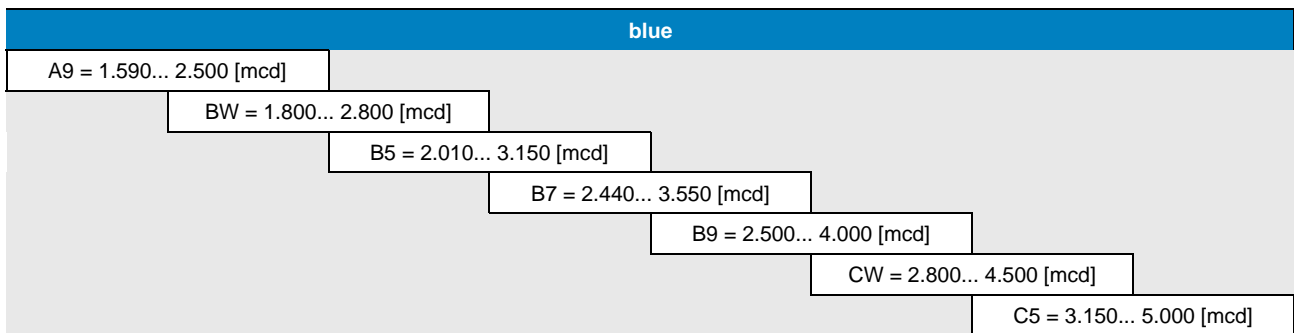 blue
A9 = 1.590... 2.500 [mcd]
BW = 1.800... 2.800 [mcd]
B5 = 2.010... 3.150 [mcd]
B7 = 2.440... 3.550 [mcd]
B9 = 2.500... 4.000 [mcd]
CW = 2.800... 4.500 [mcd]
C5 = 3.150... 5.000 [mcd]